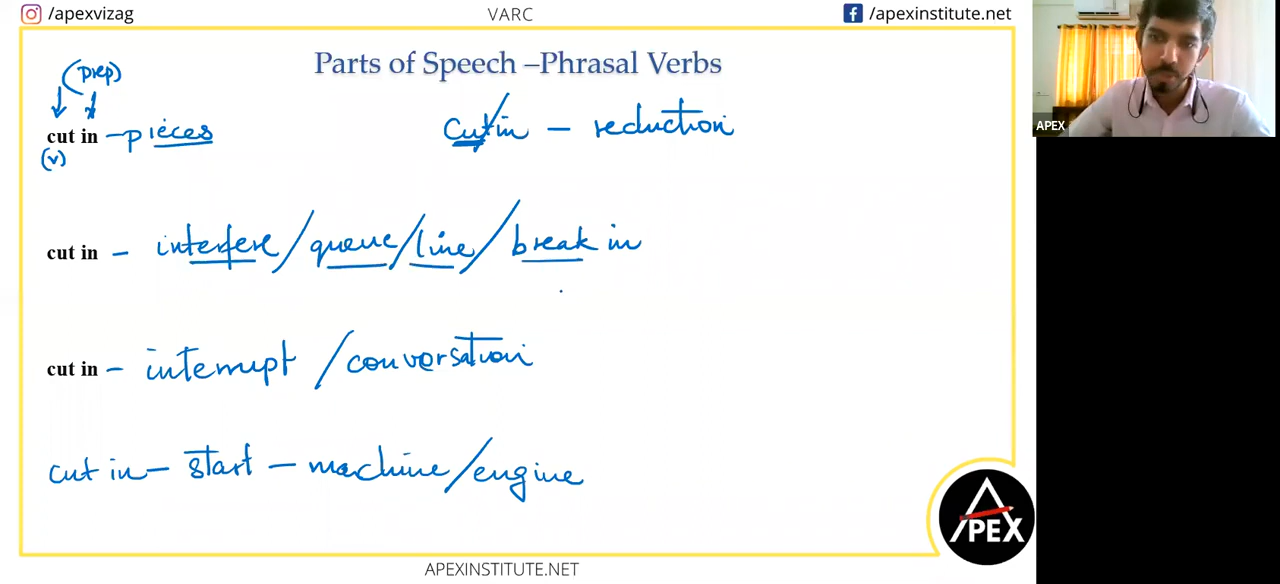 /apexvizag
VARC
/apexinstitute.net
Parts of Speech –Phrasal Verbs
(prep)
cut in – pieces
(v)
cut/in – reduction
cut in – interfere/queue/line/break in
cut in – interrupt / conversation
cut in – start – machine/engine
APEX
APEX
APEXINSTITUTE.NET